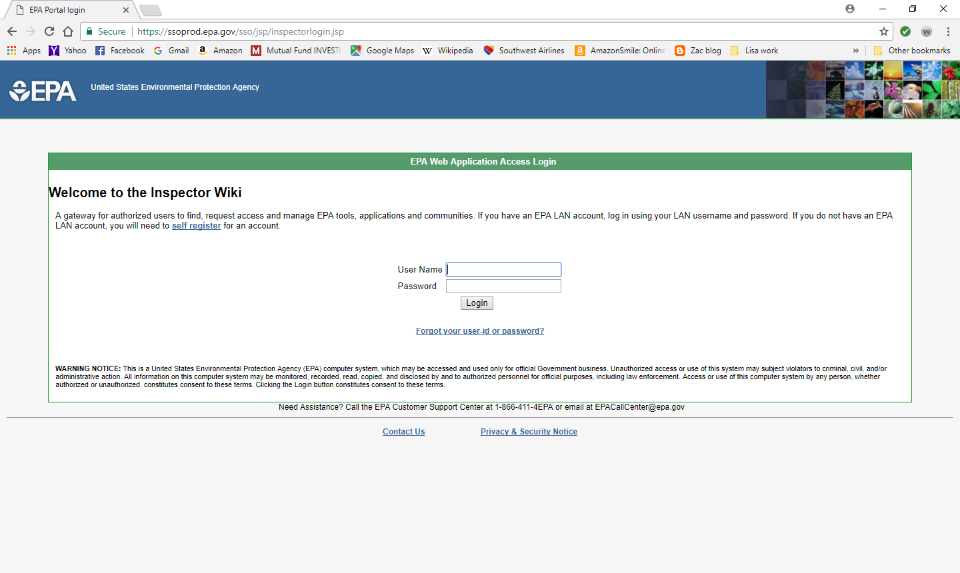 EPA Portal login
Secure https://ssoprod.epa.gov/sso/jsp/inspectorlogin.jsp
Apps Yahoo Facebook Gmail Amazon Mutual Fund INVEST Google Maps Wikipedia Southwest Airlines AmazonSmile: Online Zac blog Lisa work » Other bookmarks
EPA United States Environmental Protection Agency
EPA Web Application Access Login
Welcome to the Inspector Wiki
A gateway for authorized users to find, request access and manage EPA tools, applications and communities. If you have an EPA LAN account, log in using your LAN username and password. If you do not have an EPA
LAN account, you will need to self register for an account.
User Name
Password
Login
Forgot your user-id or password?
WARNING NOTICE: This is a United States Environmental Protection Agency (EPA) computer system, which may be accessed and used only for official Government business. Unauthorized access or use of this system may subject violators to criminal, civil, and/or
administrative action. All information on this computer system may be monitored, recorded, read, copied, and disclosed by and to authorized personnel for official purposes, including law enforcement. Access or use of this computer system by any person, whether
authorized or unauthorized, constitutes consent to these terms. Clicking the Login button constitutes consent to these terms.
Need Assistance? Call the EPA Customer Support Center at 1-866-411-4EPA or email at EPACallCenter@epa.gov
Contact Us Privacy & Security Notice